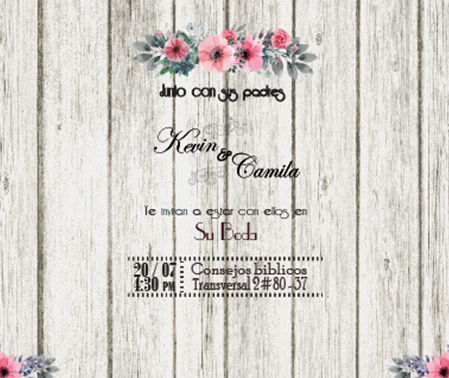 Junto con sus padres
Kevin
&
Camila
Te invitan a estar con ellos en
Su Boda
20/07 Consejos biblicos
4:30 PM Transversal 2#80-37